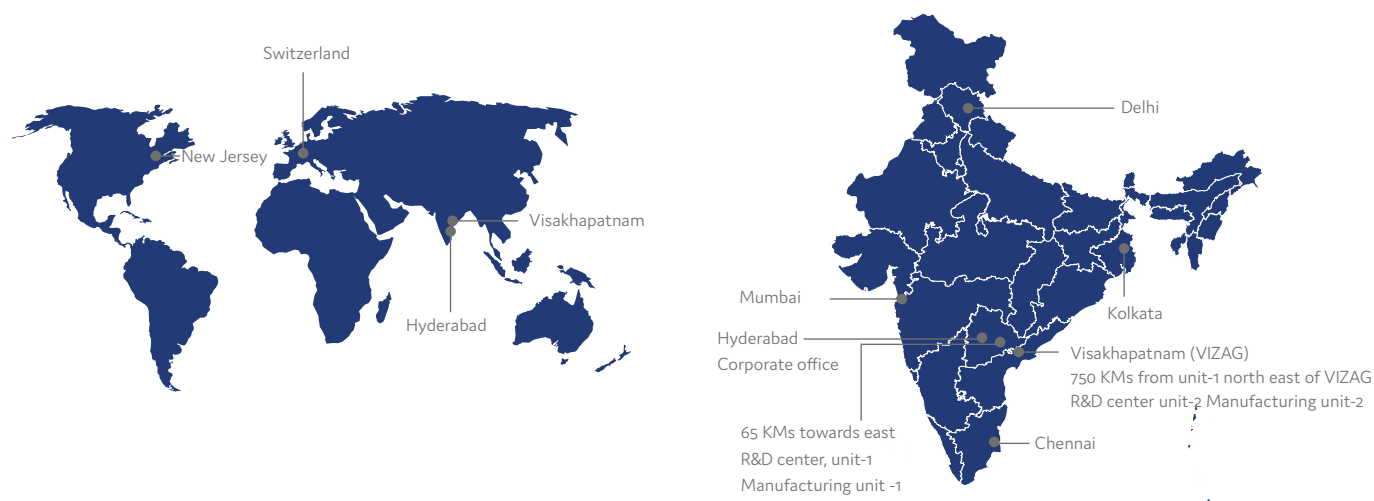 Switzerland
New Jersey
Visakhapatnam
Hyderabad
Delhi
Mumbai
Kolkata
Hyderabad
Corporate office
Visakhapatnam (VIZAG)
750 KMs from unit-1 north east of VIZAG
R&D center unit-2 Manufacturing unit-2
65 KMs towards east
R&D center, unit-1
Manufacturing unit -1
Chennai